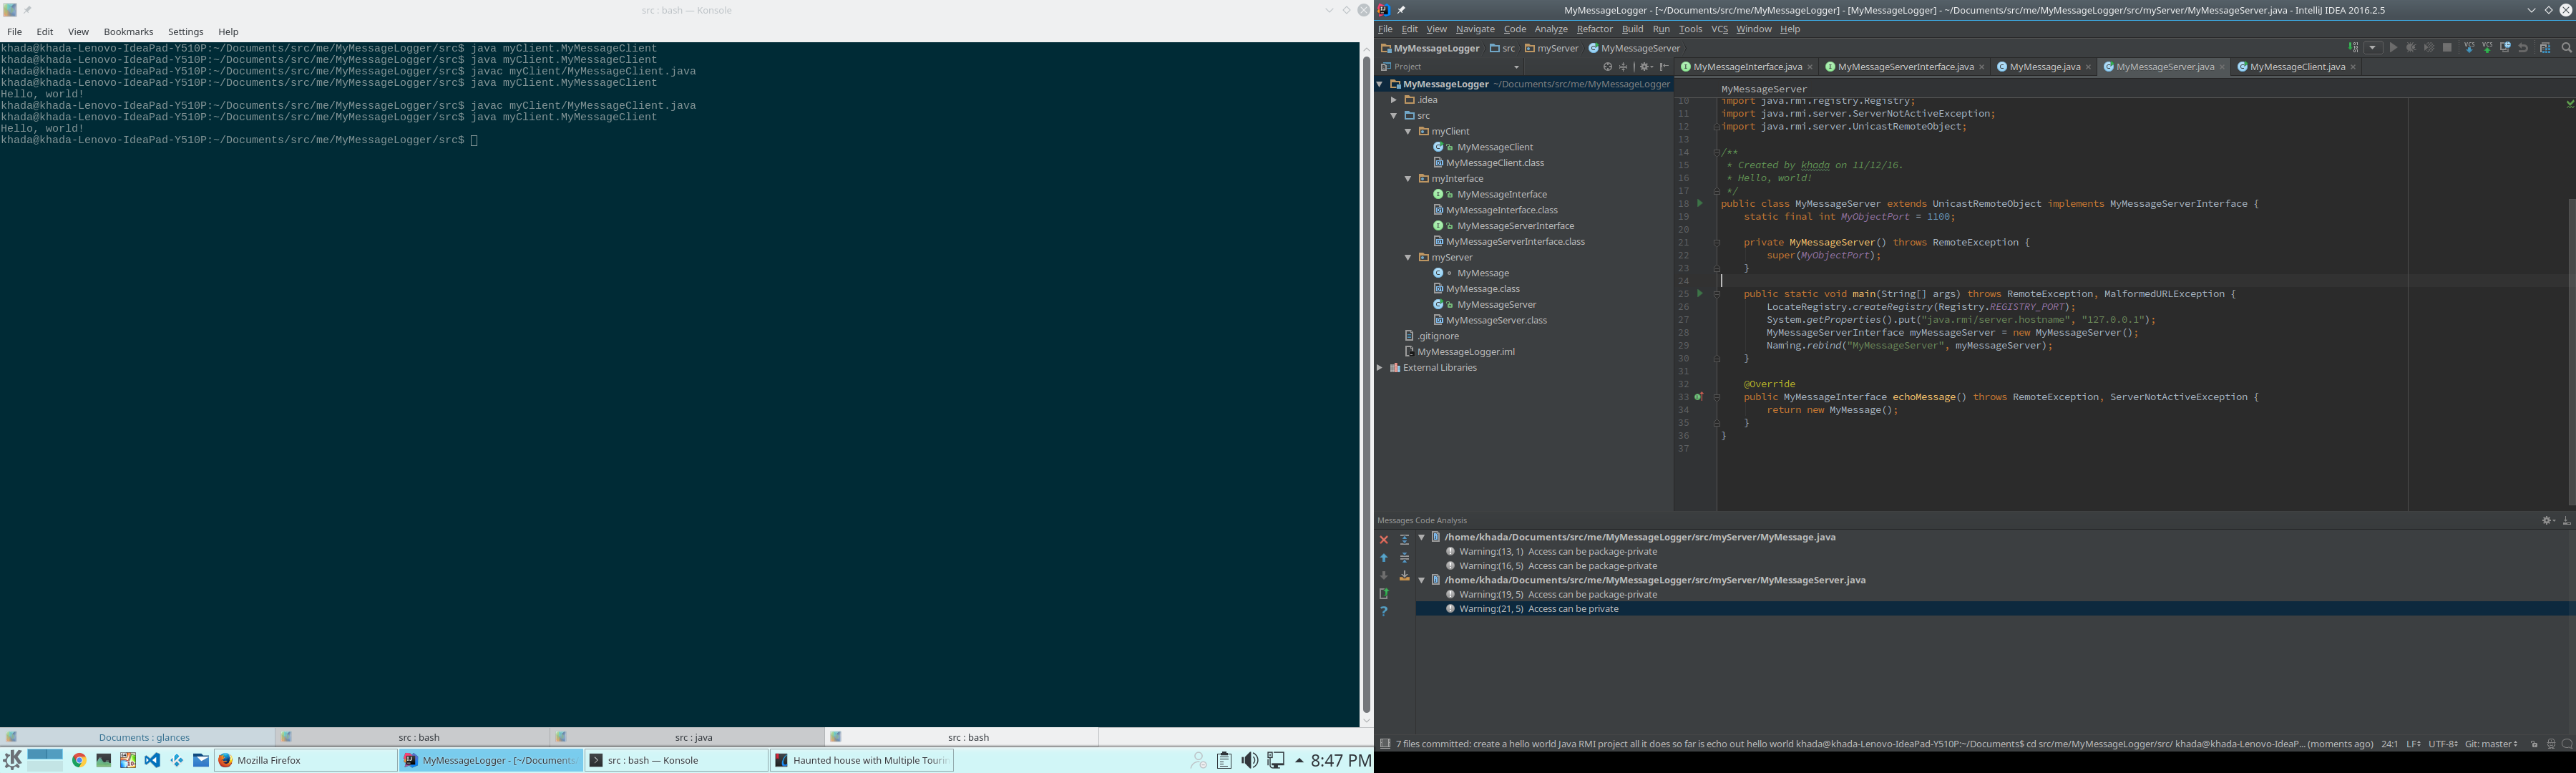 src : bash — Konsole
File Edit View Bookmarks Settings Help
khada@khada-Lenovo-IdeaPad-Y510P:~/Documents/src/me/MyMessageLogger/src$ java myClient.MyMessageClient
khada@khada-Lenovo-IdeaPad-Y510P:~/Documents/src/me/MyMessageLogger/src$ java myClient.MyMessageClient
khada@khada-Lenovo-IdeaPad-Y510P:~/Documents/src/me/MyMessageLogger/src$ javac myClient/MyMessageClient.java
khada@khada-Lenovo-IdeaPad-Y510P:~/Documents/src/me/MyMessageLogger/src$ java myClient.MyMessageClient
Hello, world!
khada@khada-Lenovo-IdeaPad-Y510P:~/Documents/src/me/MyMessageLogger/src$ javac myClient/MyMessageClient.java
khada@khada-Lenovo-IdeaPad-Y510P:~/Documents/src/me/MyMessageLogger/src$ java myClient.MyMessageClient
Hello, world!
khada@khada-Lenovo-IdeaPad-Y510P:~/Documents/src/me/MyMessageLogger/src$
Documents : glances
src : bash
src : java
src : bash
Mozilla Firefox
MyMessageLogger - [~/Documents
src : bash — Konsole
Haunted house with Multiple Tourin
8:47 PM
MyMessageLogger - [~/Documents/src/me/MyMessageLogger] - [MyMessageLogger] - ~/Documents/src/me/MyMessageLogger/src/myServer/MyMessageServer.java - IntelliJ IDEA 2016.2.5
File Edit View Navigate Code Analyze Refactor Build Run Tools VCS Window Help
MyMessageLogger src myServer MyMessageServer
Project
MyMessageLogger ~/Documents/src/me/MyMessageLogger
.idea
src
myClient
MyMessageClient
MyMessageClient.class
myInterface
MyMessageInterface
MyMessageInterface.class
MyMessageServerInterface
MyMessageServerInterface.class
myServer
MyMessage
MyMessage.class
MyMessageServer
MyMessageServer.class
.gitignore
MyMessageLogger.iml
External Libraries
MyMessageInterface.java MyMessageServerInterface.java MyMessage.java MyMessageServer.java MyMessageClient.java
MyMessageServer
10 import java.rmi.registry.Registry;
11 import java.rmi.server.ServerNotActiveException;
12 import java.rmi.server.UnicastRemoteObject;
13
14 /**
15 * Created by khada on 11/12/16.
16 * Hello, world!
17 */
18 public class MyMessageServer extends UnicastRemoteObject implements MyMessageServerInterface {
19 static final int MyObjectPort = 1100;
20
21 private MyMessageServer() throws RemoteException {
22 super(MyObjectPort);
23 }
24
25 public static void main(String[] args) throws RemoteException, MalformedURLException {
26 LocateRegistry.createRegistry(Registry.REGISTRY_PORT);
27 System.getProperties().put("java.rmi/server.hostname", "127.0.0.1");
28 MyMessageServerInterface myMessageServer = new MyMessageServer();
29 Naming.rebind("MyMessageServer", myMessageServer);
30 }
31
32 @Override
33 public MyMessageInterface echoMessage() throws RemoteException, ServerNotActiveException {
34 return new MyMessage();
35 }
36 }
37
Messages Code Analysis
/home/khada/Documents/src/me/MyMessageLogger/src/myServer/MyMessage.java
Warning:(13, 1) Access can be package-private
Warning:(16, 5) Access can be package-private
/home/khada/Documents/src/me/MyMessageLogger/src/myServer/MyMessageServer.java
Warning:(19, 5) Access can be package-private
Warning:(21, 5) Access can be private
7 files committed: create a hello world Java RMI project all it does so far is echo out hello world khada@khada-Lenovo-IdeaPad-Y510P:~/Documents$ cd src/me/MyMessageLogger/src/ khada@khada-Lenovo-IdeaP... (moments ago) 24:1 LF UTF-8 Git: master